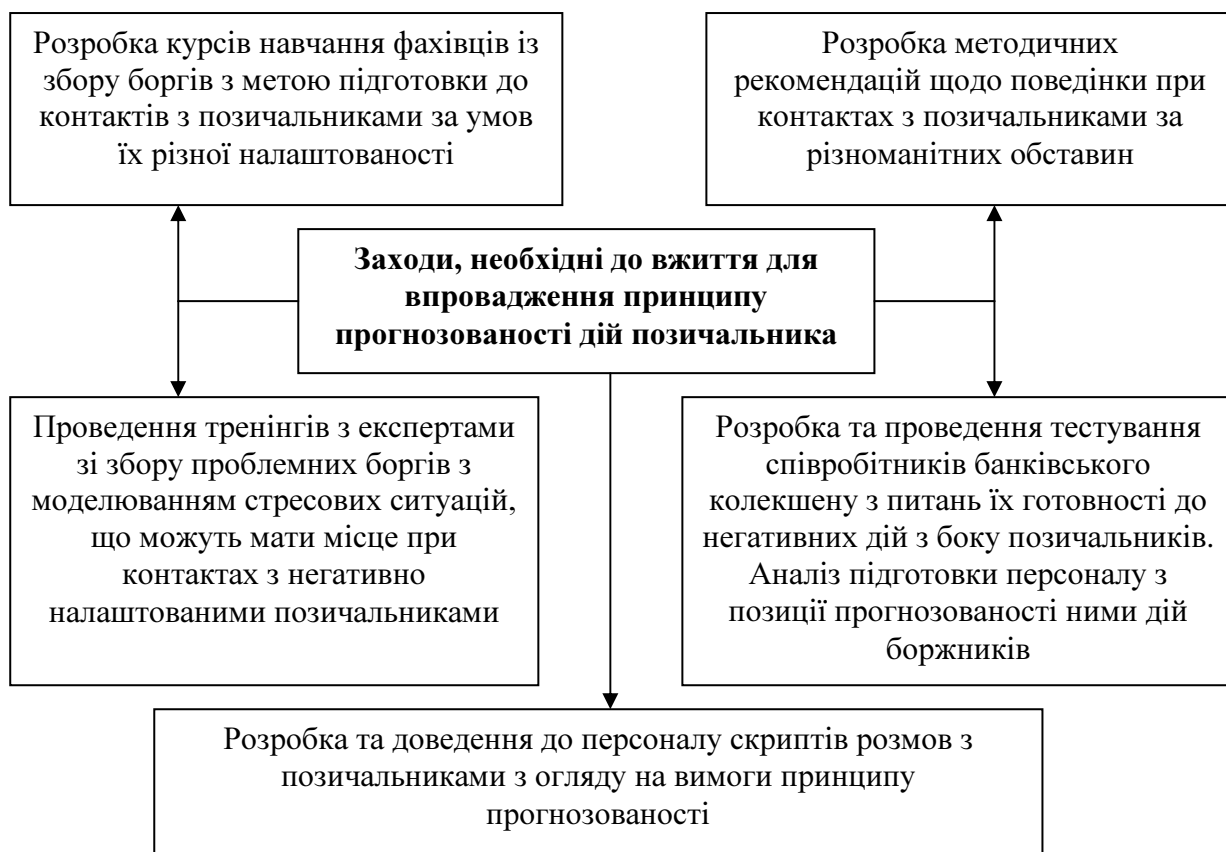 Розробка курсів навчання фахівців із
збору боргів з метою підготовки до
контактів з позичальниками за умов
їх різної налаштованості
Розробка методичних
рекомендацій щодо поведінки при
контактах з позичальниками за
різноманітних обставин
Заходи, необхідні до вжиття для
впровадження принципу
прогнозованості дій позичальника
Проведення тренінгів з експертами
зі збору проблемних боргів з
моделюванням стресових ситуацій,
що можуть мати місце при
контактах з негативно
налаштованими позичальниками
Розробка та проведення тестування
співробітників банківського
колекшену з питань їх готовності до
негативних дій з боку позичальників.
Аналіз підготовки персоналу з
позиції прогнозованості ними дій
боржників
Розробка та доведення до персоналу скриптів розмов з
позичальниками з огляду на вимоги принципу
прогнозованості